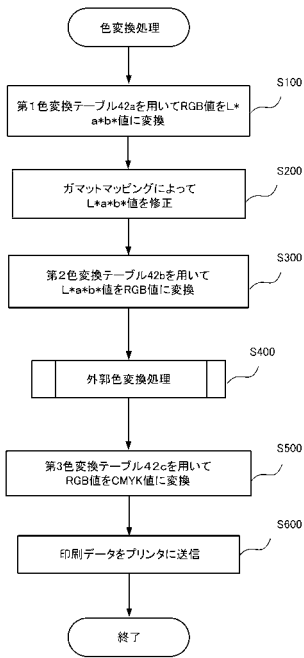 色変換処理
S100
第1色変換テーブル42aを用いてRGB値をL*
a*b*値に変換
S200
ガマットマッピングによって
L*a*b*値を修正
S300
第2色変換テーブル42bを用いて
L*a*b*値をRGB値に変換
S400
外郭色変換処理
S500
第3色変換テーブル42cを用いて
RGB値をCMYK値に変換
S600
印刷データをプリンタに送信
終了